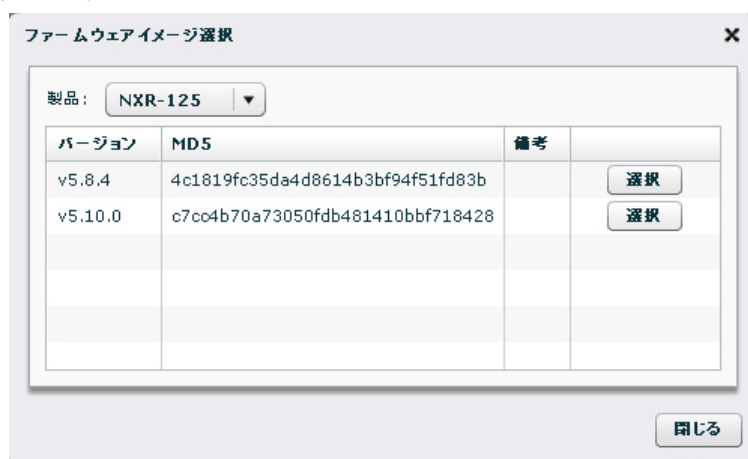 ファームウェアイメージ選択
製品: NXR-125
バージョン MD5 備考
v5.8.4 4c1819fc35da4d8614b3bf94f51fd83b 選択
v5.10.0 c7cc4b70a73050fdb481410bbf718428 選択
閉じる